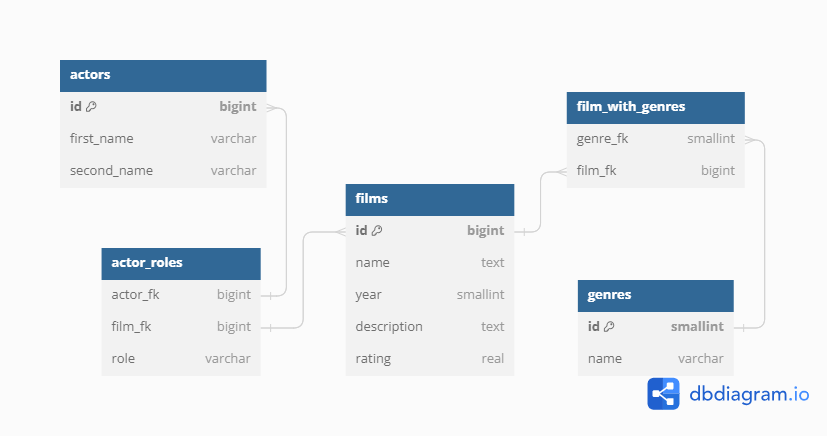 actors
id bigint
first_name varchar
second_name varchar
actor_roles
actor_fk bigint
film_fk bigint
role varchar
films
id bigint
name text
year smallint
description text
rating real
film_with_genres
genre_fk smallint
film_fk bigint
genres
id smallint
name varchar
dbdiagram.io